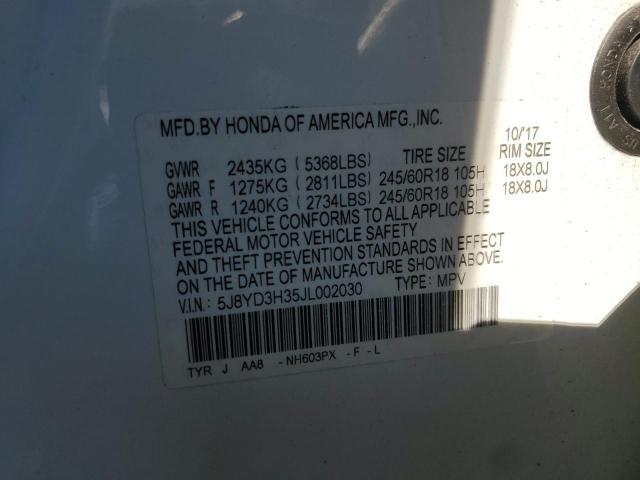 MFD.BY HONDA OF AMERICA MFG.,INC.
10/17
GVWR 2435KG ( 5368LBS) TIRE SIZE RIM SIZE
GAWR F 1275KG ( 2811LBS) 245/60R18 105H 18X8.0J
GAWR R 1240KG ( 2734LBS) 245/60R18 105H 18X8.0J
THIS VEHICLE CONFORMS TO ALL APPLICABLE
FEDERAL MOTOR VEHICLE SAFETY
AND THEFT PREVENTION STANDARDS IN EFFECT
ON THE DATE OF MANUFACTURE SHOWN ABOVE.
V.I.N.: 5J8YD3H35JL002030 TYPE: MPV
TYR J AA8 - NH603PX - F - L
HONDA